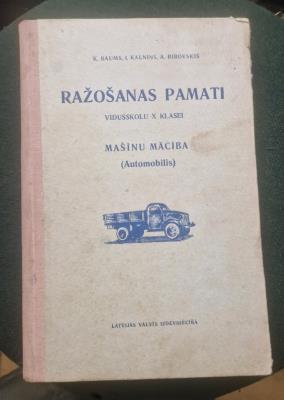 K. BAUMS, I. KALNIŅŠ, A. BIROVSKIS
RAŽOŠANAS PAMATI
VIDUSSKOLU X KLASEI
MAŠĪNU MĀCĪBA
(Automobilis)
LATVIJAS VALSTS IZDEVNIECĪBA